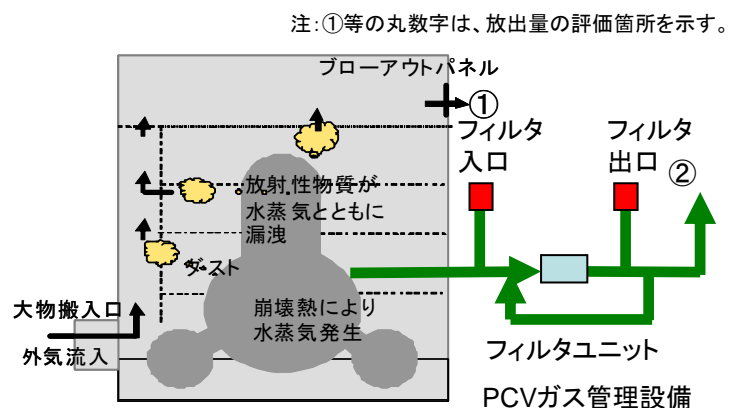 注:①等の丸数字は、放出量の評価箇所を示す。
ブローアウトパネル
①
フィルタ
入口
フィルタ
出口
②
放射性物質が
水蒸気とともに
漏洩
ダスト
大物搬入口
外気流入
崩壊熱により
水蒸気発生
フィルタユニット
PCVガス管理設備